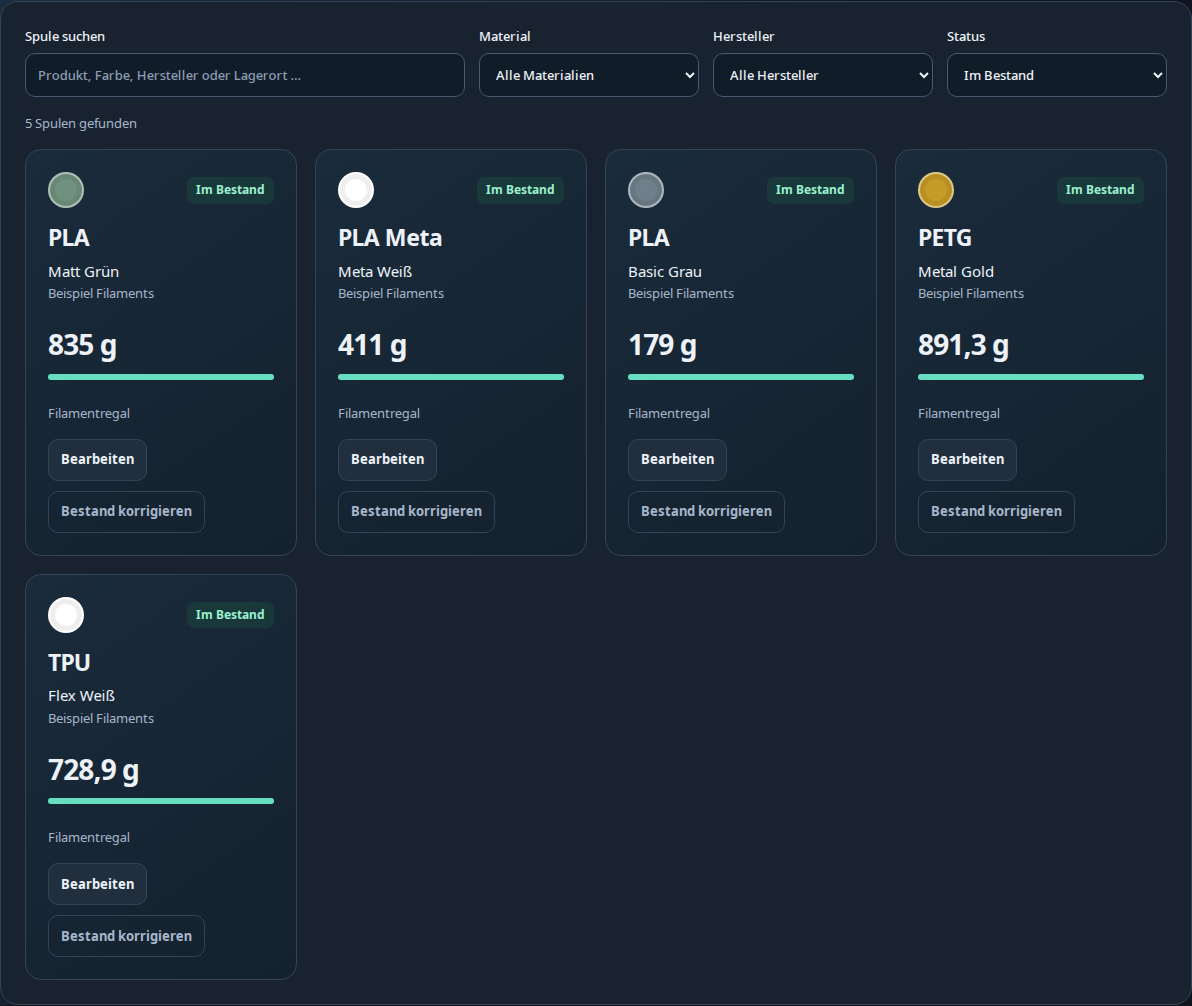 Spule suchen
Material
Hersteller
Status
Produkt, Farbe, Hersteller oder Lagerort ...
Alle Materialien
Alle Hersteller
Im Bestand
5 Spulen gefunden
Im Bestand
PLA
Matt Grün
Beispiel Filaments
835 g
Filamentregal
Bearbeiten
Bestand korrigieren
Im Bestand
PLA Meta
Meta Weiß
Beispiel Filaments
411 g
Filamentregal
Bearbeiten
Bestand korrigieren
Im Bestand
PLA
Basic Grau
Beispiel Filaments
179 g
Filamentregal
Bearbeiten
Bestand korrigieren
Im Bestand
PETG
Metal Gold
Beispiel Filaments
891,3 g
Filamentregal
Bearbeiten
Bestand korrigieren
Im Bestand
TPU
Flex Weiß
Beispiel Filaments
728,9 g
Filamentregal
Bearbeiten
Bestand korrigieren